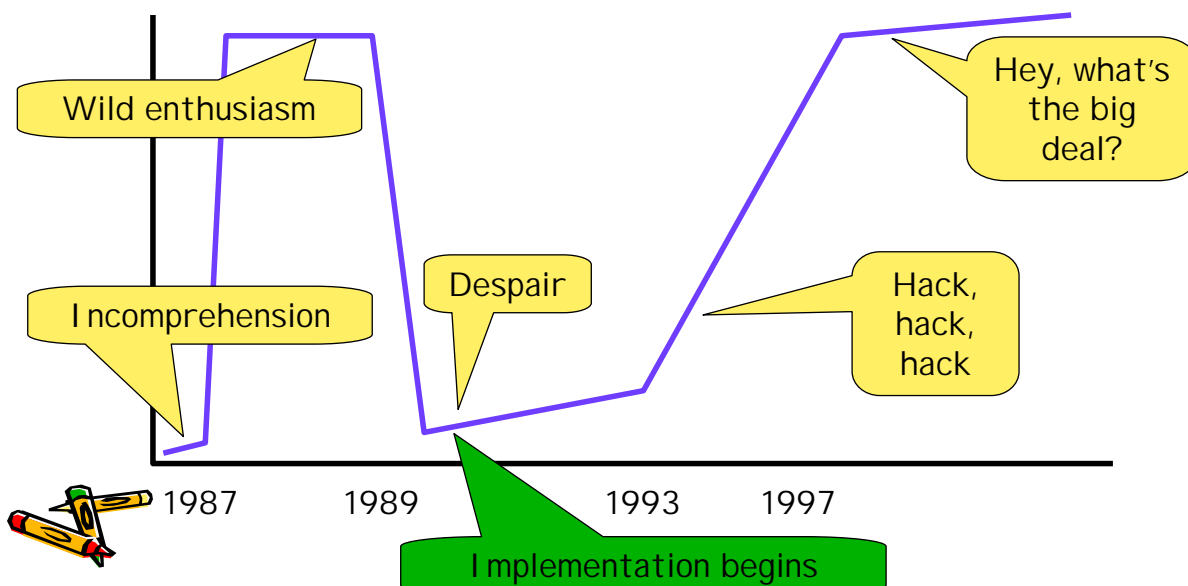 Wild enthusiasm
Hey, what's
the big
deal?
Despair
Incomprehension
Hack,
hack,
hack
1987
1989
1993
1997
Implementation begins